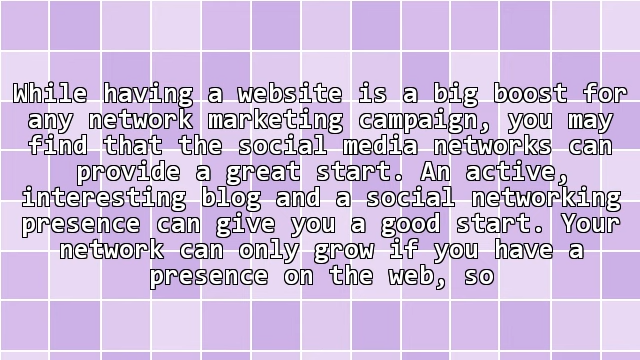 While having a website is a big boost for
any network marketing campaign, you may
find that the social media networks can
provide a great start. An active,
interesting blog and a social networking
presence can give you a good start. Your
network can only grow if you have a
presence on the web, so